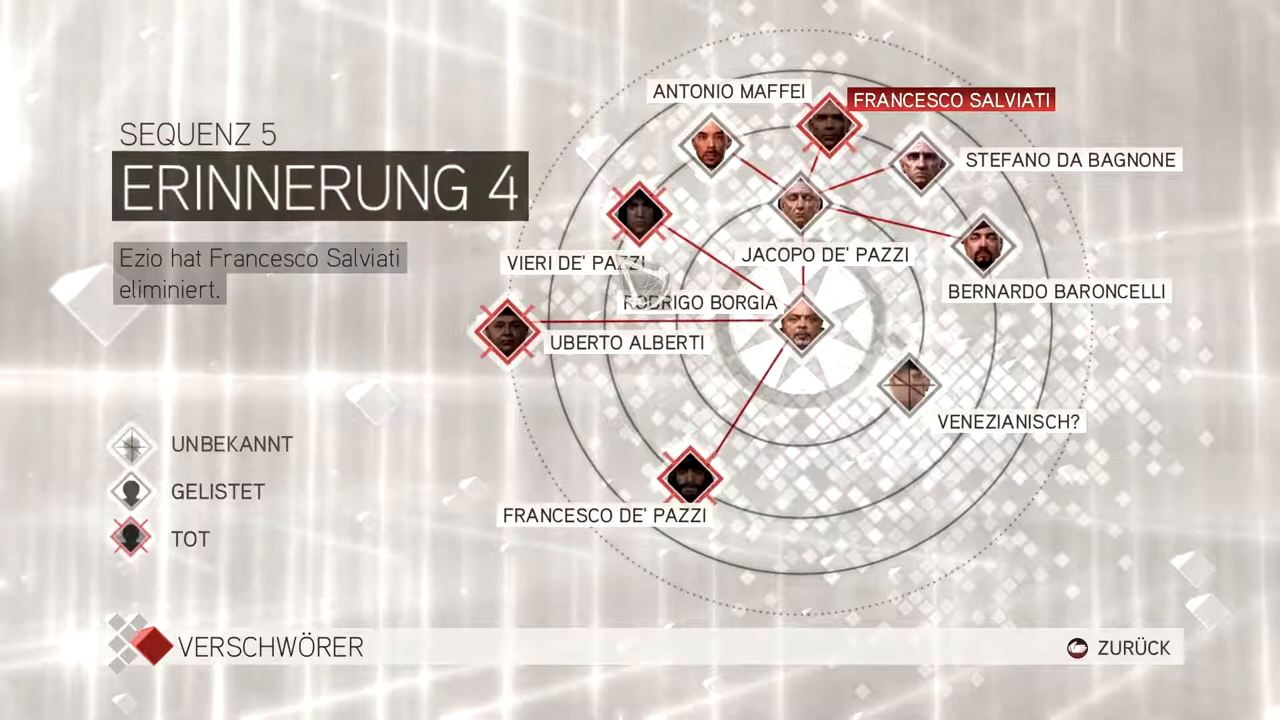 SEQUENZ 5
ERINNERUNG 4
Ezio hat Francesco Salviati
eliminiert.
ANTONIO MAFFEI
FRANCESCO SALVIATI
STEFANO DA BAGNONE
VIERI DE' PAZZI
JACOPO DE' PAZZI
BERNARDO BARONCELLI
RODRIGO BORGIA
UBERTO ALBERTI
VENEZIANISCH?
FRANCESCO DE' PAZZI
UNBEKANNT
GELISTET
TOT
VERSCHWÖRER
ZURÜCK